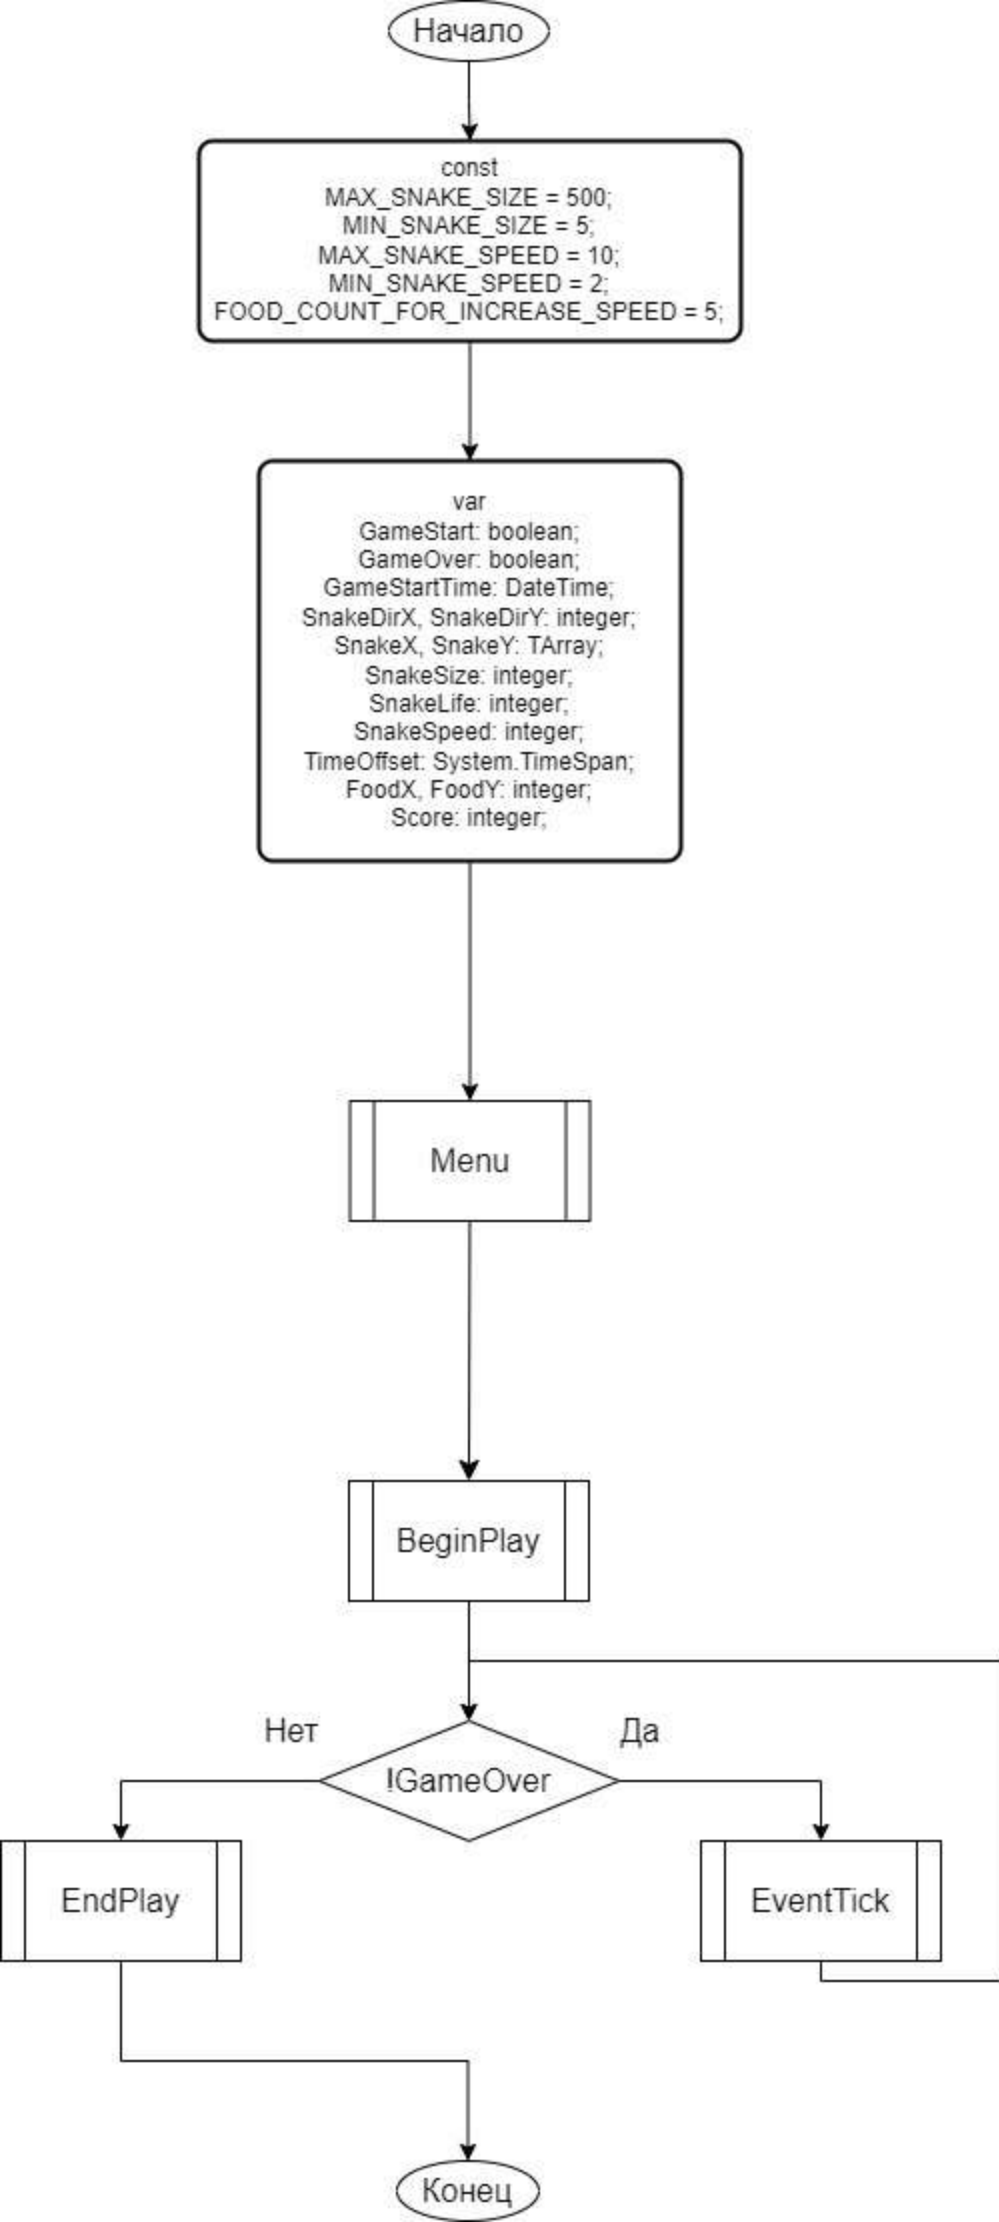 Начало
const
MAX_SNAKE_SIZE = 500;
MIN_SNAKE_SIZE = 5;
MAX_SNAKE_SPEED = 10;
MIN_SNAKE_SPEED = 2;
FOOD_COUNT_FOR_INCREASE_SPEED = 5;
var
GameStart: boolean;
GameOver: boolean;
GameStartTime: DateTime;
SnakeDirX, SnakeDirY: integer;
SnakeX, SnakeY: TArray;
SnakeSize: integer;
SnakeLife: integer;
SnakeSpeed: integer;
TimeOffset: System.TimeSpan;
FoodX, FoodY: integer;
Score: integer;
Menu
BeginPlay
Нет
Да
!GameOver
EndPlay
EventTick
Конец